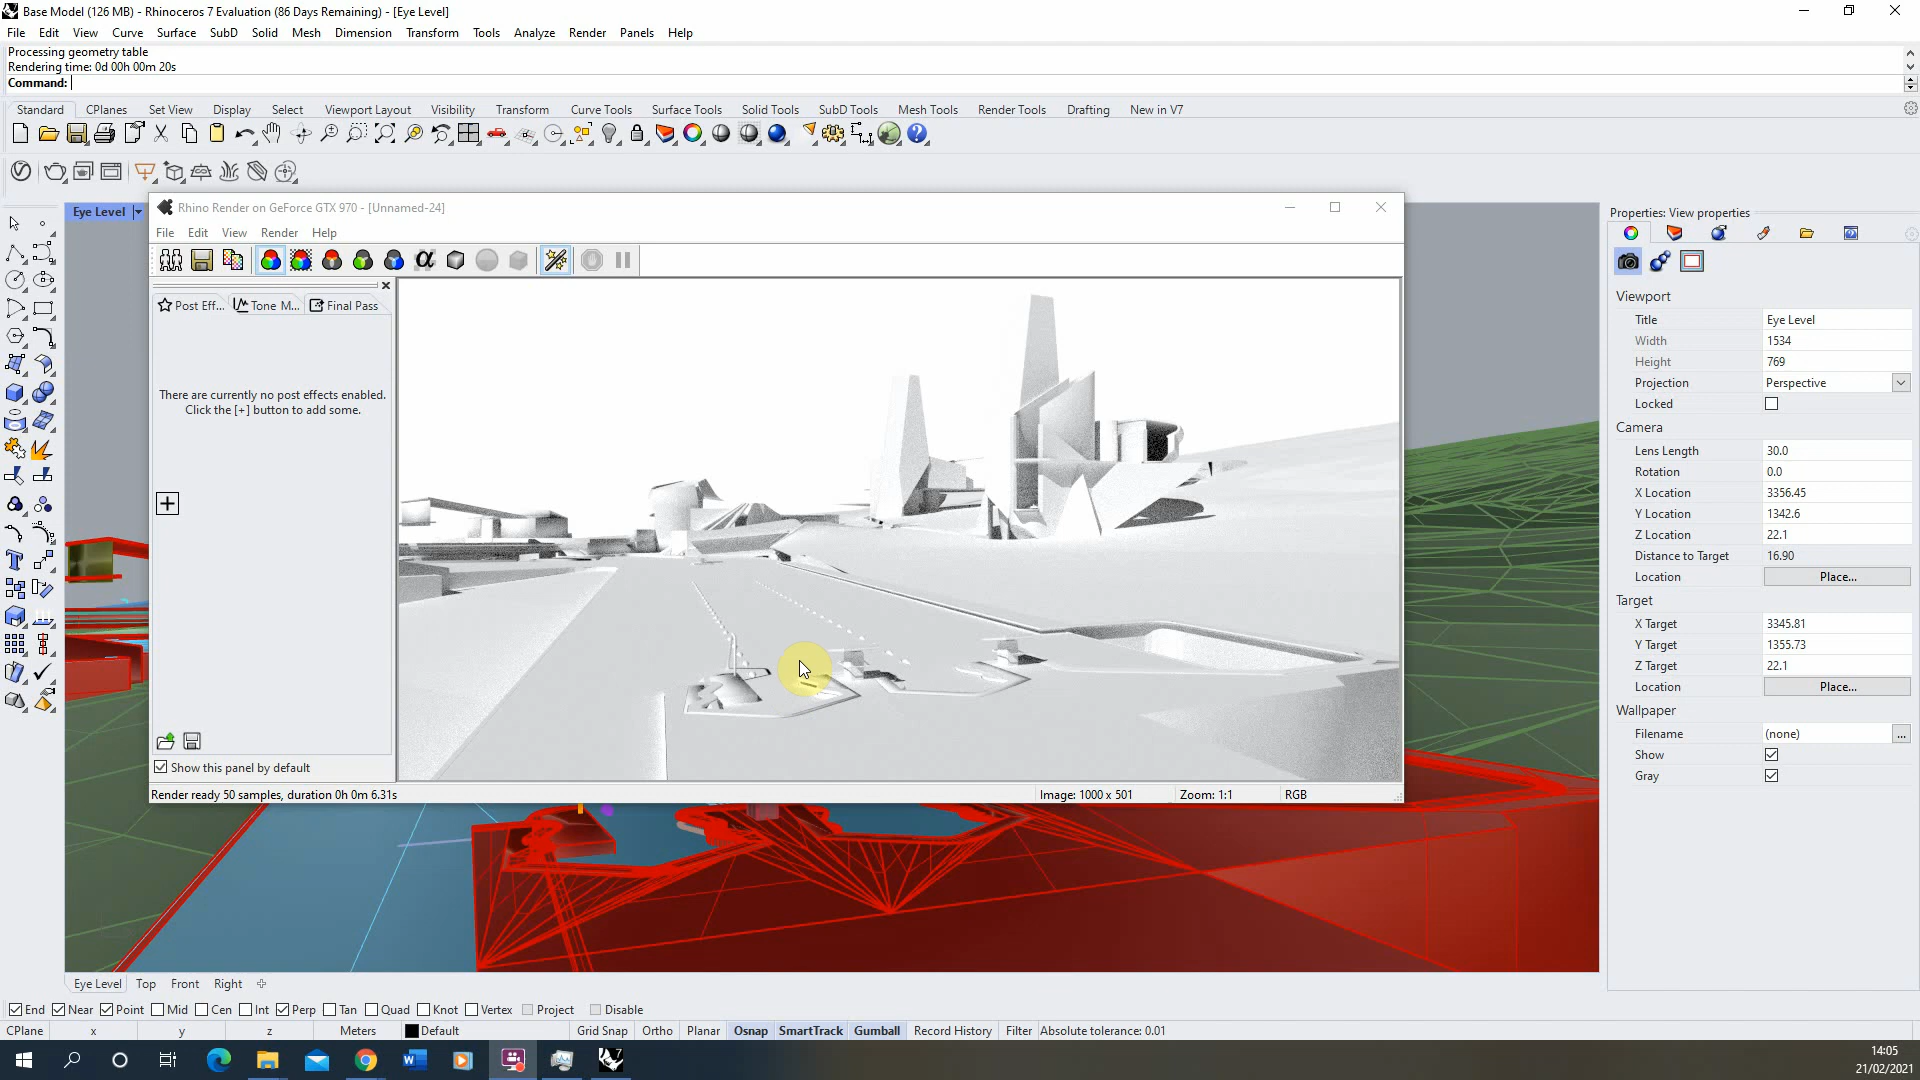 Base Model (126 MB) - Rhinoceros 7 Evaluation (86 Days Remaining) - [Eye Level]
File Edit View Curve Surface SubD Solid Mesh Dimension Transform Tools Analyze Render Panels Help
Processing geometry table
Rendering time: 0d 00h 00m 20s
Command:
Standard CPlanes Set View Display Select Viewport Layout Visibility Transform Curve Tools Surface Tools Solid Tools SubD Tools Mesh Tools Render Tools Drafting New in V7
Eye Level
Rhino Render on GeForce GTX 970 - [Unnamed-24]
File Edit View Render Help
Post Eff... Tone M... Final Pass
There are currently no post effects enabled.
Click the [+] button to add some.
Show this panel by default
Render ready 50 samples, duration 0h 0m 6.31s
Image: 1000 x 501
Zoom: 1:1
RGB
Properties: View properties
Viewport
Title Eye Level
Width 1534
Height 769
Projection Perspective
Locked
Camera
Lens Length 30.0
Rotation 0.0
X Location 3356.45
Y Location 1342.6
Z Location 22.1
Distance to Target 16.90
Location Place...
Target
X Target 3345.81
Y Target 1355.73
Z Target 22.1
Location Place...
Wallpaper
Filename (none) ...
Show
Gray
Eye Level Top Front Right
End Near Point Mid Cen Int Perp Tan Quad Knot Vertex Project Disable
CPlane x y z Meters Default Grid Snap Ortho Planar Osnap SmartTrack Gumball Record History Filter Absolute tolerance: 0.01
14:05
21/02/2021